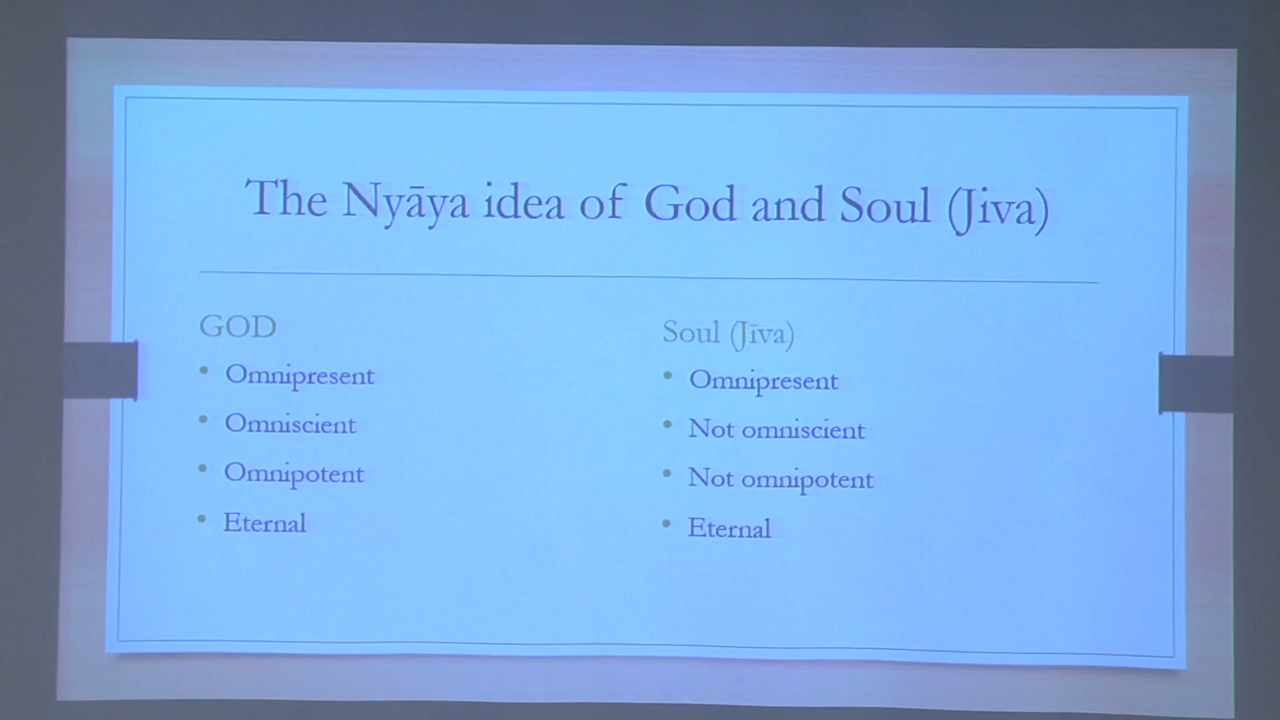 The Nyāya idea of God and Soul (Jiva)
GOD
• Omnipresent
• Omniscient
• Omnipotent
• Eternal
Soul (Jīva)
• Omnipresent
• Not omniscient
• Not omnipotent
• Eternal